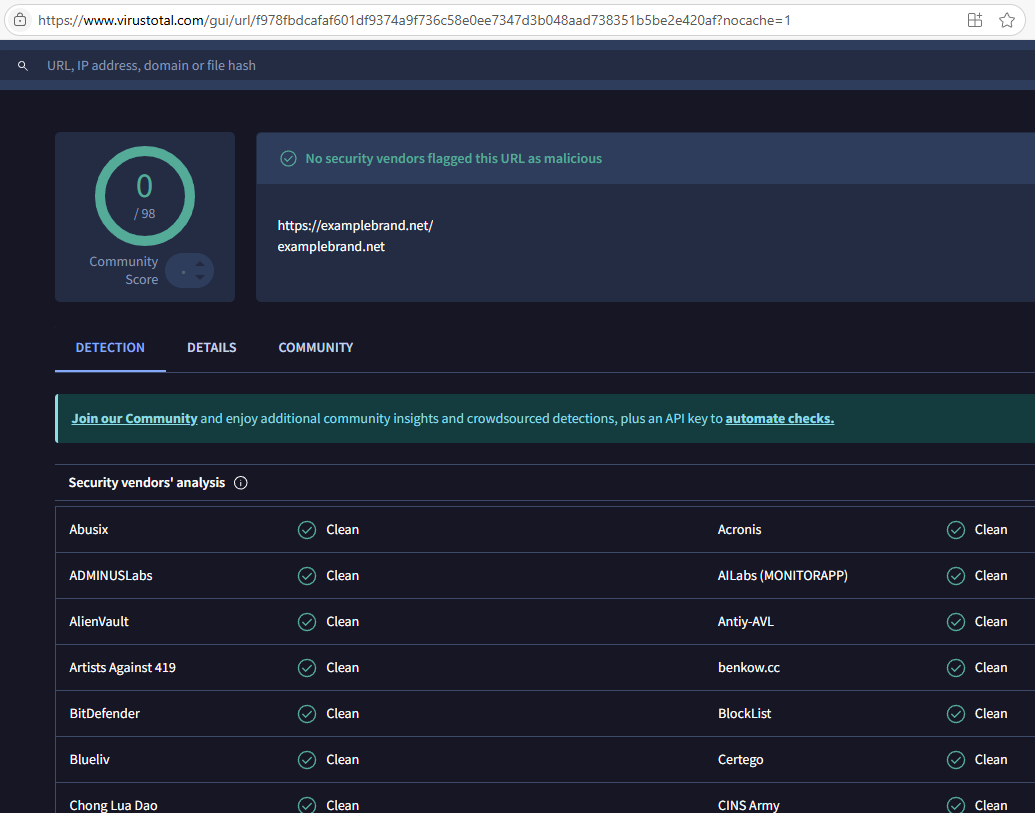 https://www.virustotal.com/gui/url/f978fbdcafaf601df9374a9f736c58e0ee7347d3b048aad738351b5be2e420af?nocache=1
URL, IP address, domain or file hash
0
/ 98
Community
Score
No security vendors flagged this URL as malicious
https://examplebrand.net/
examplebrand.net
DETECTION DETAILS COMMUNITY
Join our Community and enjoy additional community insights and crowdsourced detections, plus an API key to automate checks.
Security vendors' analysis
Abusix Clean Acronis Clean
ADMINUSLabs Clean AILabs (MONITORAPP) Clean
AlienVault Clean Antiy-AVL Clean
Artists Against 419 Clean benkow.cc Clean
BitDefender Clean BlockList Clean
Blueliv Clean Certego Clean
Chong Lua Dao Clean CINS Army Clean